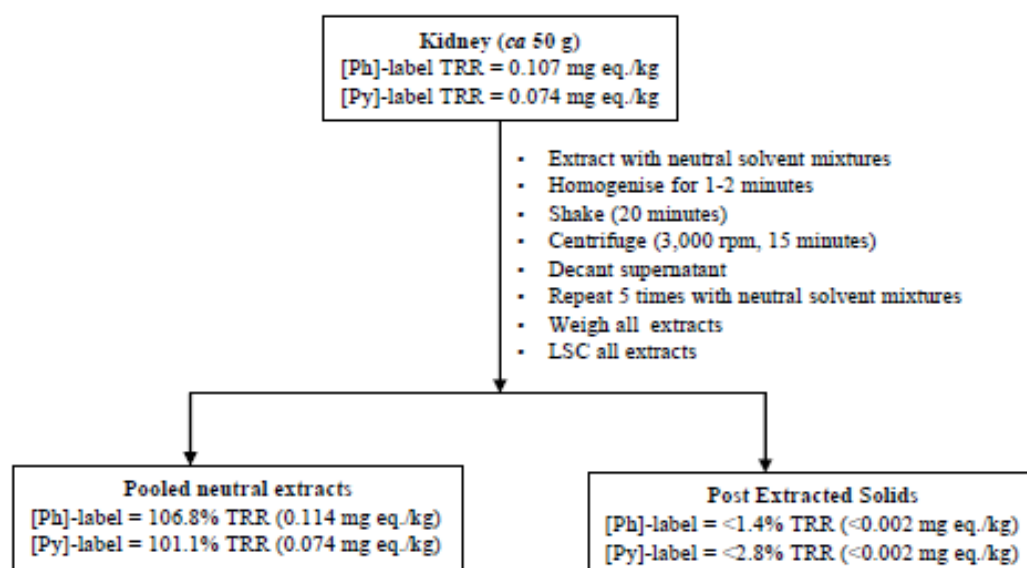 Kidney (ca 50 g)
[Ph]-label TRR = 0.107 mg eq./kg
[Py]-label TRR = 0.074 mg eq./kg
▪ Extract with neutral solvent mixtures
▪ Homogenise for 1-2 minutes
▪ Shake (20 minutes)
▪ Centrifuge (3,000 rpm, 15 minutes)
▪ Decant supernatant
▪ Repeat 5 times with neutral solvent mixtures
▪ Weigh all extracts
▪ LSC all extracts
Pooled neutral extracts
[Ph]-label = 106.8% TRR (0.114 mg eq./kg)
[Py]-label = 101.1% TRR (0.074 mg eq./kg)
Post Extracted Solids
[Ph]-label = <1.4% TRR (<0.002 mg eq./kg)
[Py]-label = <2.8% TRR (<0.002 mg eq./kg)